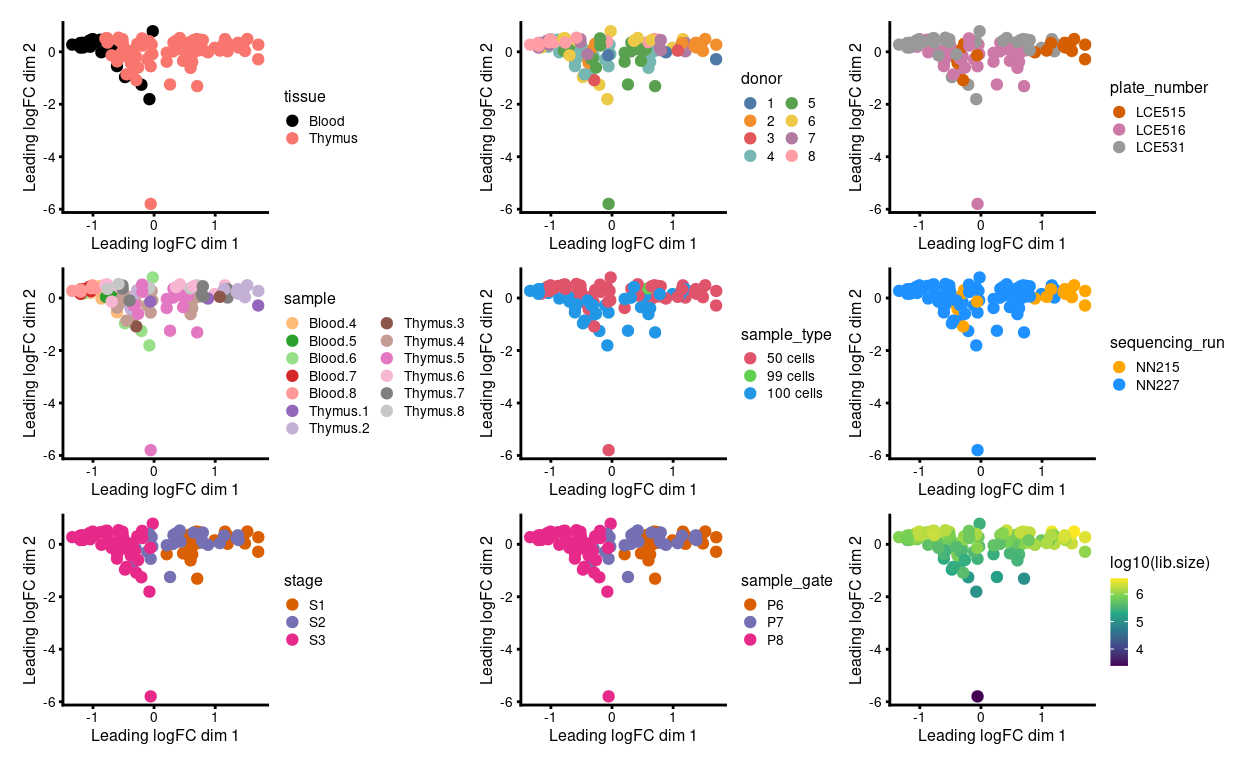 Leading logFC dim 2
0
-2
-4
-6
-1
0
1
Leading logFC dim 1
tissue
Blood
Thymus
Leading logFC dim 2
0
-2
-4
-6
-1
0
1
Leading logFC dim 1
donor
1
2
3
4
5
6
7
8
Leading logFC dim 2
0
-2
-4
-6
-1
0
1
Leading logFC dim 1
plate_number
LCE515
LCE516
LCE531
Leading logFC dim 2
0
-2
-4
-6
-1
0
1
Leading logFC dim 1
sample
Blood.4
Blood.5
Blood.6
Blood.7
Blood.8
Thymus.1
Thymus.2
Thymus.3
Thymus.4
Thymus.5
Thymus.6
Thymus.7
Thymus.8
Leading logFC dim 2
0
-2
-4
-6
-1
0
1
Leading logFC dim 1
sample_type
50 cells
99 cells
100 cells
Leading logFC dim 2
0
-2
-4
-6
-1
0
1
Leading logFC dim 1
sequencing_run
NN215
NN227
Leading logFC dim 2
0
-2
-4
-6
-1
0
1
Leading logFC dim 1
stage
S1
S2
S3
Leading logFC dim 2
0
-2
-4
-6
-1
0
1
Leading logFC dim 1
sample_gate
P6
P7
P8
Leading logFC dim 2
0
-2
-4
-6
-1
0
1
Leading logFC dim 1
log10(lib.size)
6
5
4